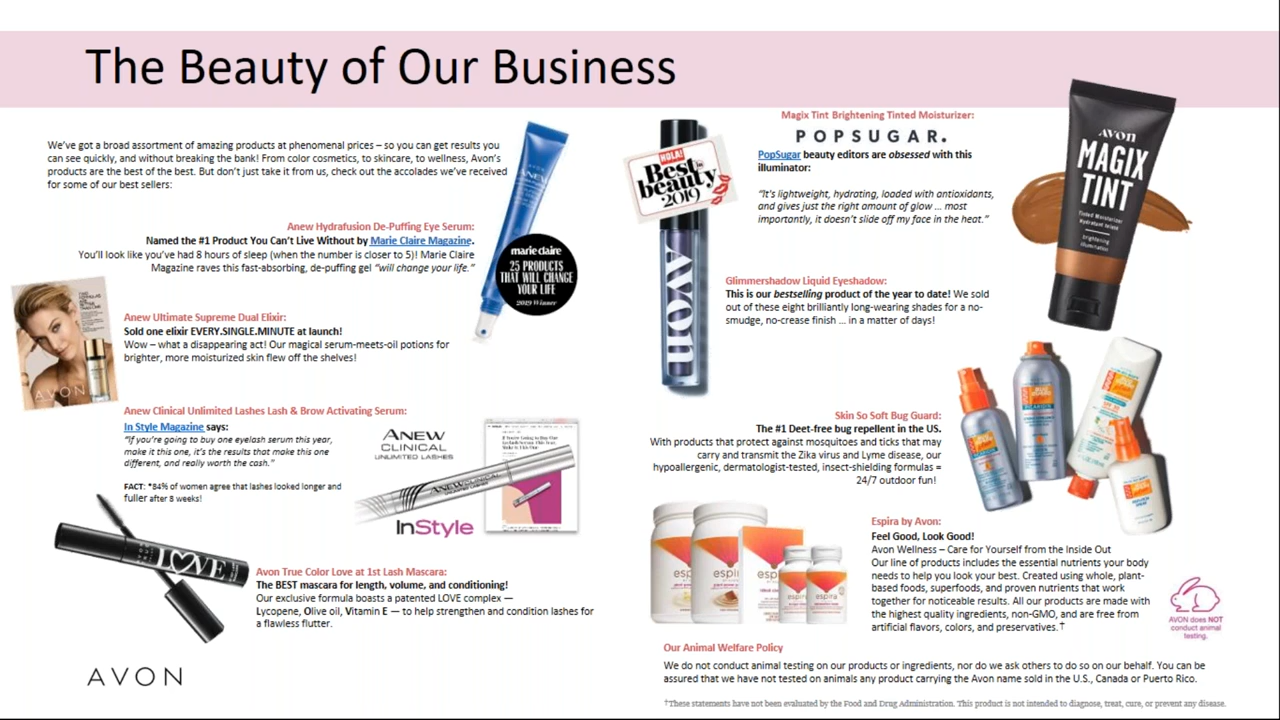 The Beauty of Our Business
We've got a broad assortment of amazing products at phenomenal prices – so you can get results you
can see quickly, and without breaking the bank! From color cosmetics, to skincare, to wellness, Avon's
products are the best of the best. But don't just take it from us, check out the accolades we've received
for some of our best sellers:
Anew Hydrafusion De-Puffing Eye Serum:
Named the #1 Product You Can't Live Without by Marie Claire Magazine.
You'll look like you've had 8 hours of sleep (when the number is closer to 5)! Marie Claire
Magazine raves this fast-absorbing, de-puffing gel "will change your life."
ANEW
marie claire
25 PRODUCTS
THAT WILL CHANGE
YOUR LIFE
2019 Winner
AVON
Anew Ultimate Supreme Dual Elixir:
Sold one elixir EVERY.SINGLE.MINUTE at launch!
Wow – what a disappearing act! Our magical serum-meets-oil potions for
brighter, more moisturized skin flew off the shelves!
Anew Clinical Unlimited Lashes Lash & Brow Activating Serum:
In Style Magazine says:
"If you're going to buy one eyelash serum this year,
make it this one, it's the results that make this one
different, and really worth the cash."
FACT: *84% of women agree that lashes looked longer and
fuller after 8 weeks!
ANEW
CLINICAL
UNLIMITED LASHES
ANEW CLINICAL
InStyle
LOVE
Avon True Color Love at 1st Lash Mascara:
The BEST mascara for length, volume, and conditioning!
Our exclusive formula boasts a patented LOVE complex —
Lycopene, Olive oil, Vitamin E — to help strengthen and condition lashes for
a flawless flutter.
AVON
HOLA!
Best in
beauty
2019
AVON
Magix Tint Brightening Tinted Moisturizer:
POPSUGAR.
PopSugar beauty editors are obsessed with this
illuminator:
"It's lightweight, hydrating, loaded with antioxidants,
and gives just the right amount of glow … most
importantly, it doesn't slide off my face in the heat."
AVON
MAGIX
TINT
Tinted Moisturizer
Hydratant teinté
brightening
illumination
Glimmershadow Liquid Eyeshadow:
This is our bestselling product of the year to date! We sold
out of these eight brilliantly long-wearing shades for a no-
smudge, no-crease finish … in a matter of days!
Skin So Soft Bug Guard:
The #1 Deet-free bug repellent in the US.
With products that protect against mosquitoes and ticks that may
carry and transmit the Zika virus and Lyme disease, our
hypoallergenic, dermatologist-tested, insect-shielding formulas =
24/7 outdoor fun!
espi
espi
espi
espira
espira
Espira by Avon:
Feel Good, Look Good!
Avon Wellness – Care for Yourself from the Inside Out
Our line of products includes the essential nutrients your body
needs to help you look your best. Created using whole, plant-
based foods, superfoods, and proven nutrients that work
together for noticeable results. All our products are made with
the highest quality ingredients, non-GMO, and are free from
artificial flavors, colors, and preservatives.†
AVON does NOT
conduct animal
testing.
Our Animal Welfare Policy
We do not conduct animal testing on our products or ingredients, nor do we ask others to do so on our behalf. You can be
assured that we have not tested on animals any product carrying the Avon name sold in the U.S., Canada or Puerto Rico.
†These statements have not been evaluated by the Food and Drug Administration. This product is not intended to diagnose, treat, cure, or prevent any disease.